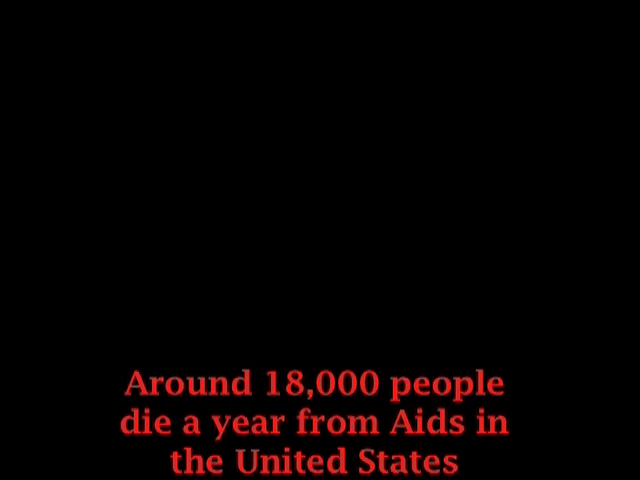 Around 18,000 people
die a year from Aids in
the United States